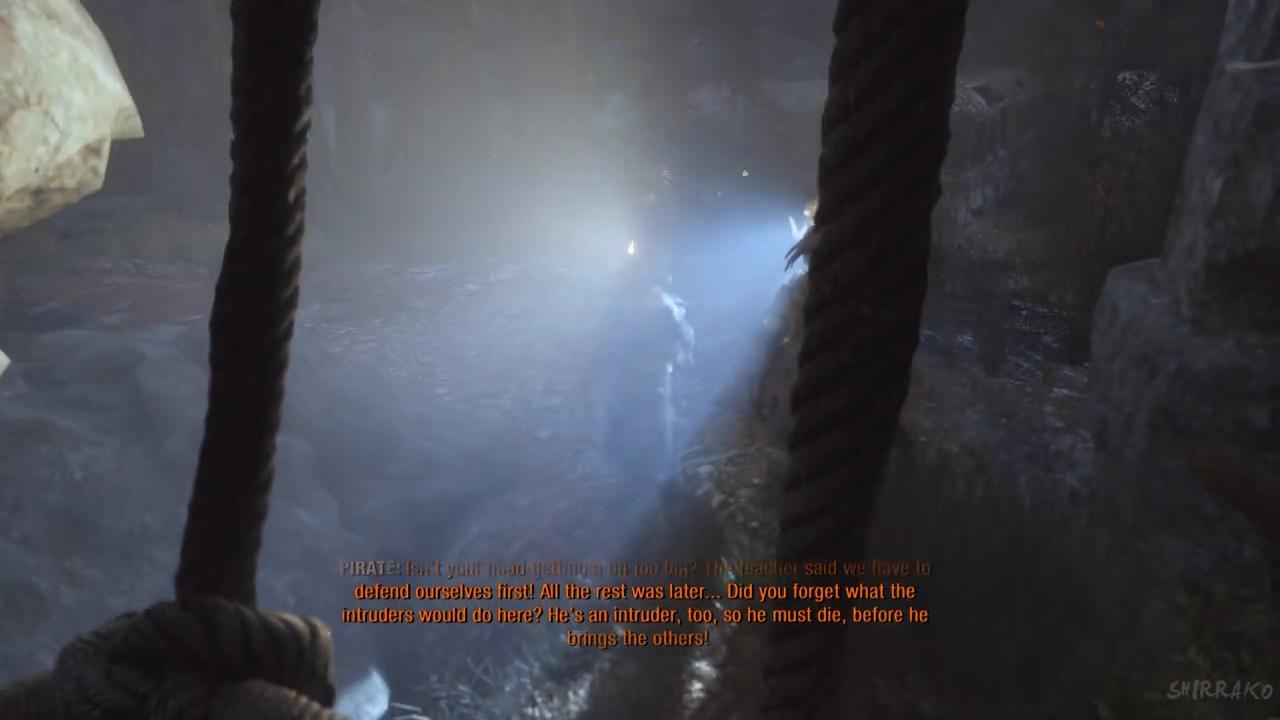 PIRATE: Isn't your head getting a bit too big? The teacher said we have to
defend ourselves first! All the rest was later... Did you forget what the
intruders would do here? He's an intruder, too, so he must die, before he
brings the others!
SHIRRAKO